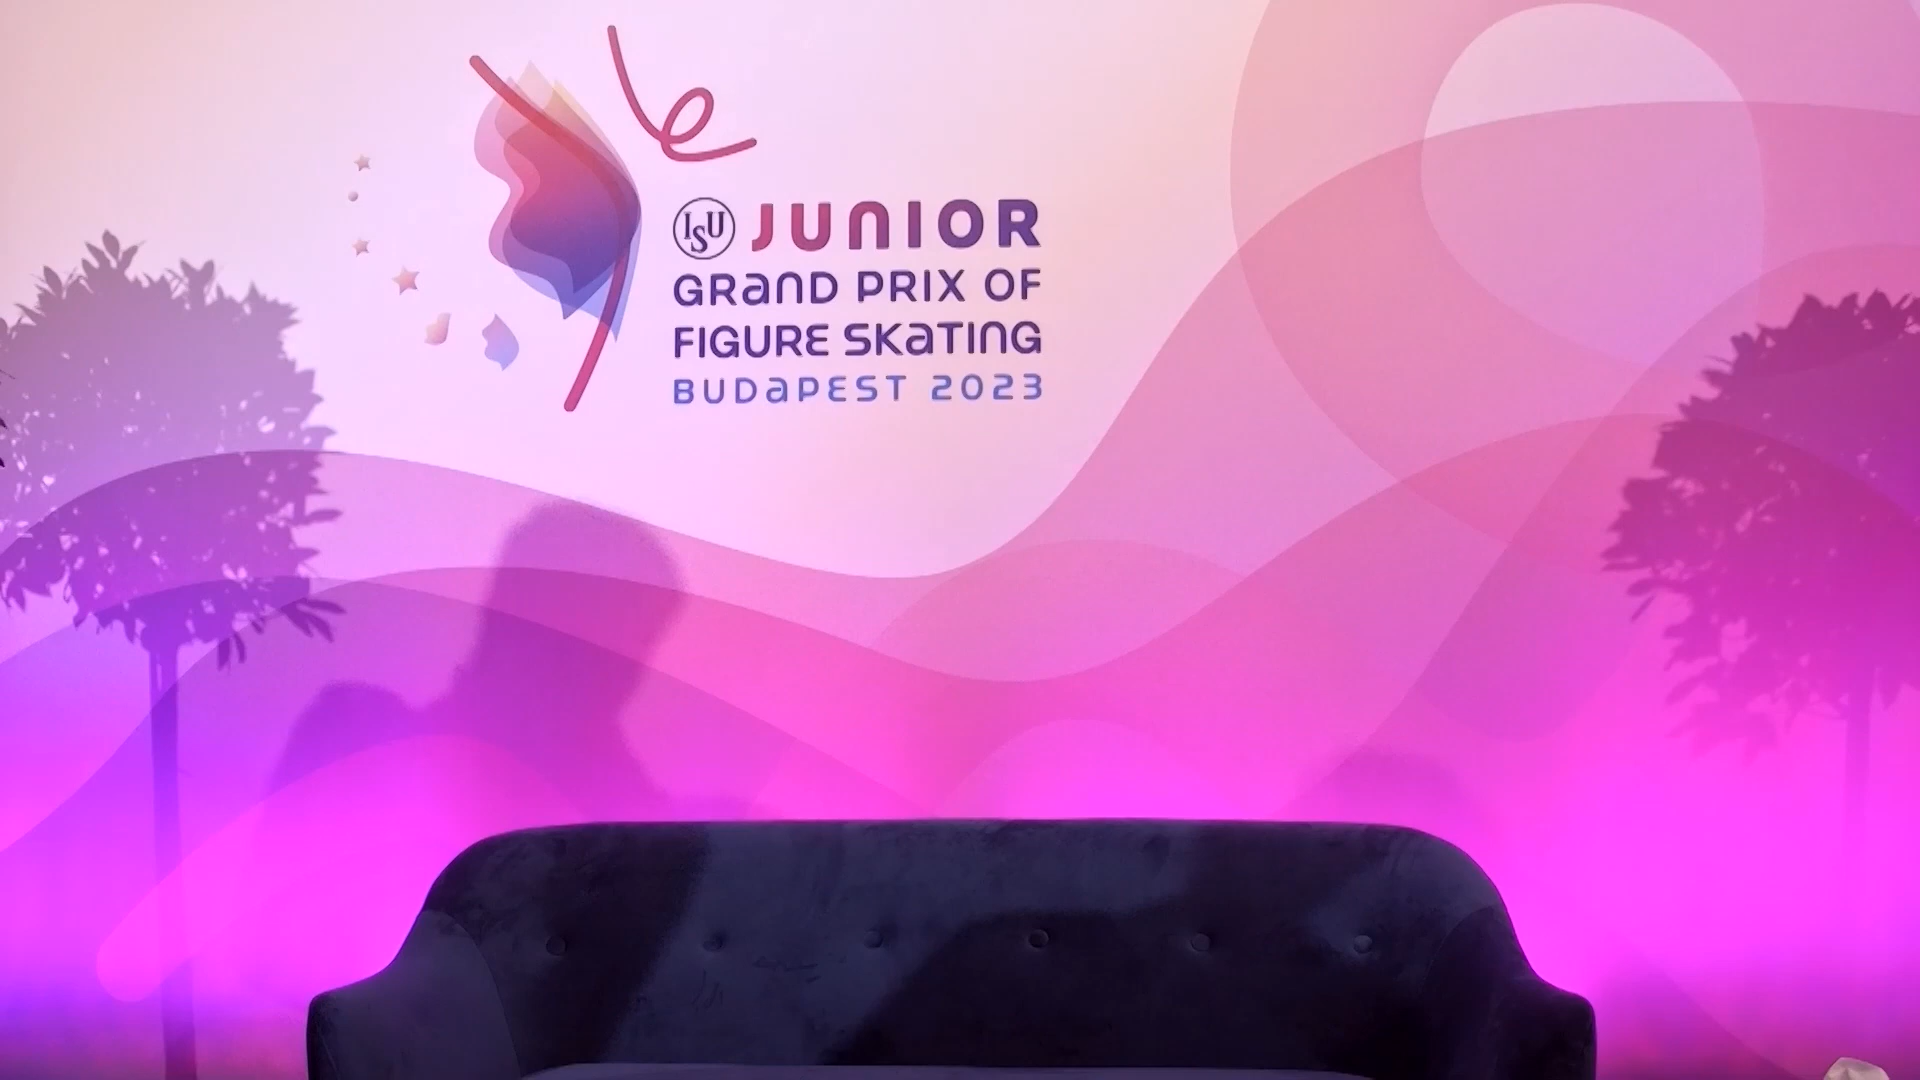 ISU JUNIOR
GRAND PRIX OF
FIGURE SKATING
BUDAPEST 2023